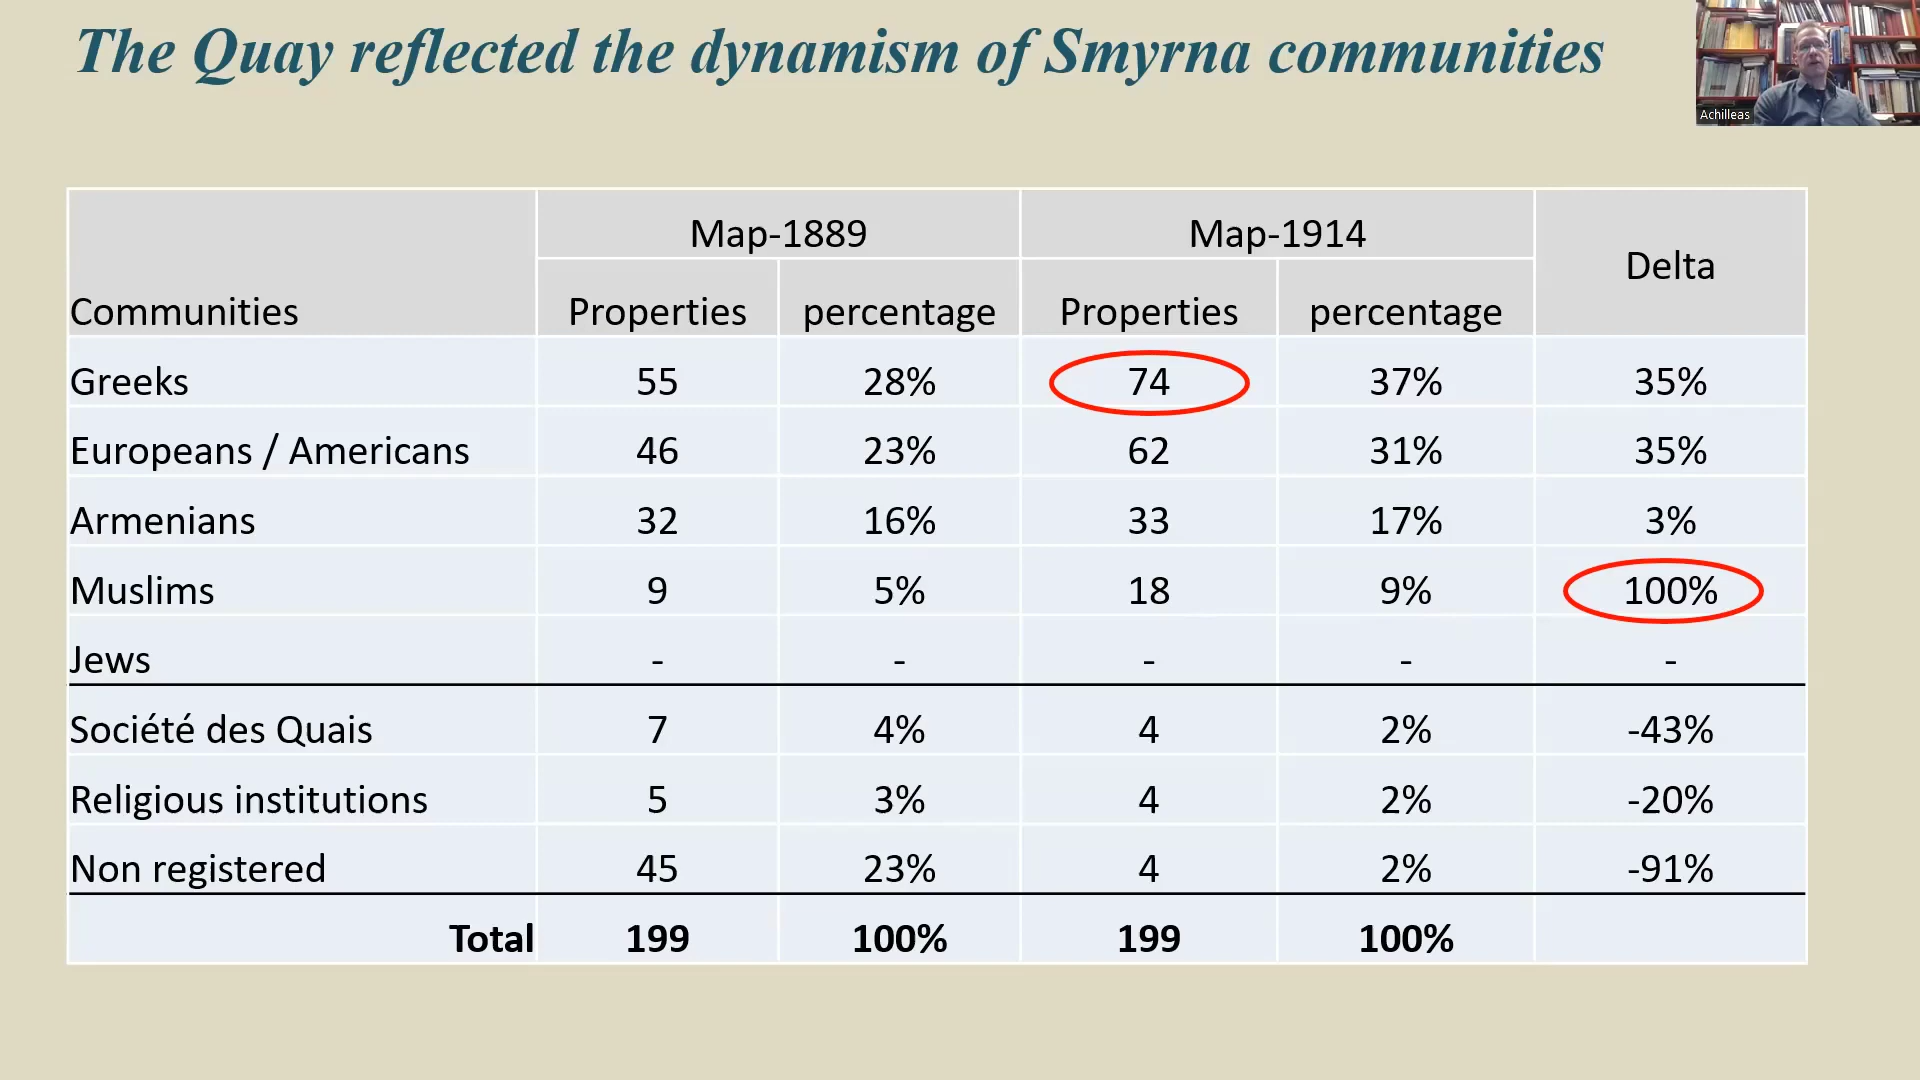 The Quay reflected the dynamism of Smyrna communities
Achilleas
Map-1889 Map-1914 Delta
Communities Properties percentage Properties percentage
Greeks 55 28% 74 37% 35%
Europeans / Americans 46 23% 62 31% 35%
Armenians 32 16% 33 17% 3%
Muslims 9 5% 18 9% 100%
Jews - - - - -
Société des Quais 7 4% 4 2% -43%
Religious institutions 5 3% 4 2% -20%
Non registered 45 23% 4 2% -91%
Total 199 100% 199 100%